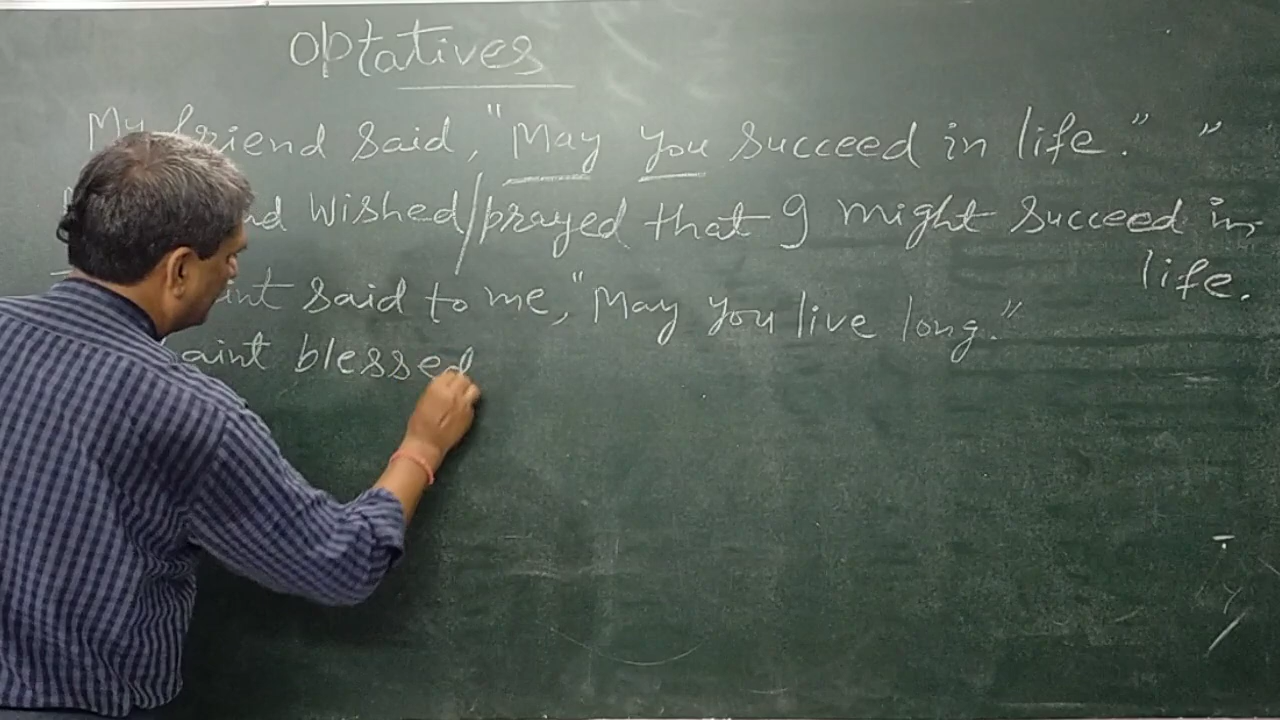 Optatives
My friend said, "May you succeed in life." "
wished/prayed that I might succeed in
life.
said to me, "May you live long."
aint blessed